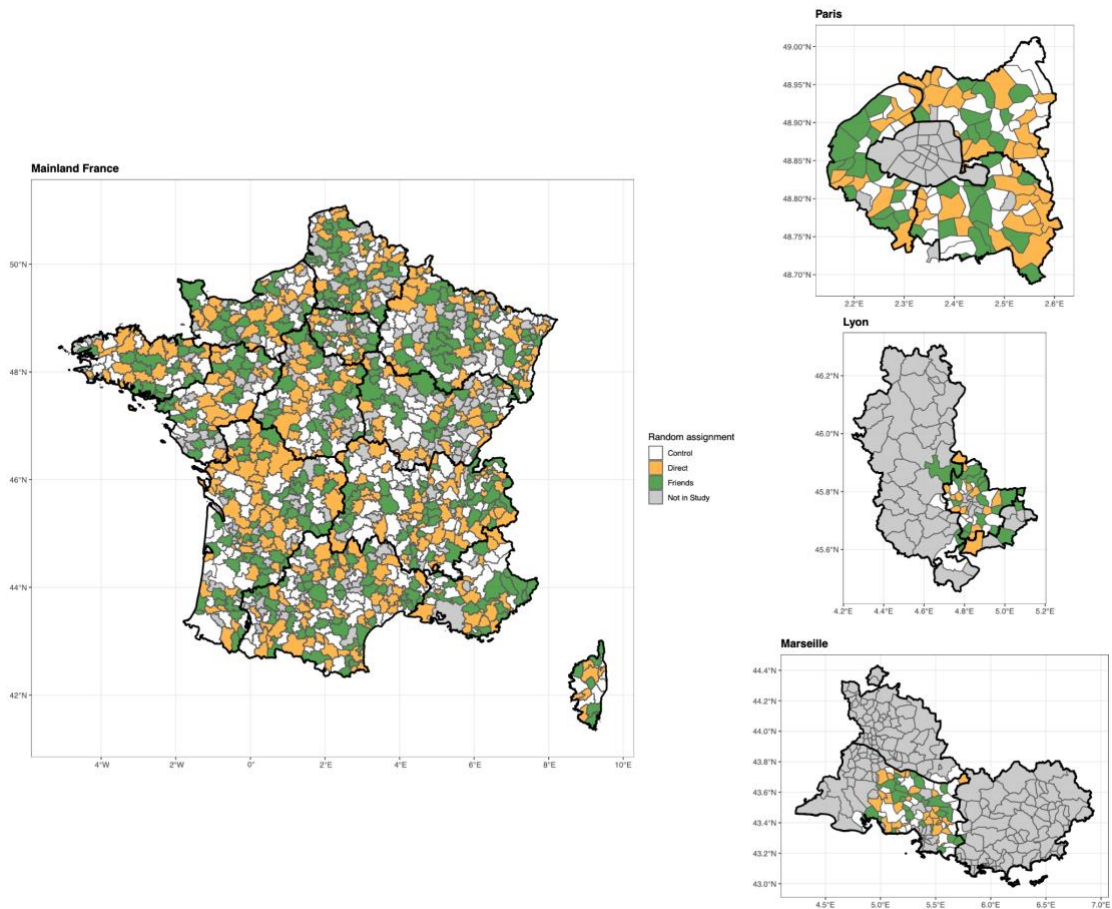 Mainland France
50°N
48°N
46°N
44°N
42°N
4°W 2°W 0° 2°E 4°E 6°E 8°E 10°E
Random assignment
Control
Direct
Friends
Not in Study
Paris
49.00°N
48.95°N
48.90°N
48.85°N
48.80°N
48.75°N
48.70°N
2.2°E 2.3°E 2.4°E 2.5°E 2.6°E
Lyon
46.2°N
46.0°N
45.8°N
45.6°N
4.2°E 4.4°E 4.6°E 4.8°E 5.0°E 5.2°E
Marseille
44.4°N
44.2°N
44.0°N
43.8°N
43.6°N
43.4°N
43.2°N
43.0°N
4.5°E 5.0°E 5.5°E 6.0°E 6.5°E 7.0°E